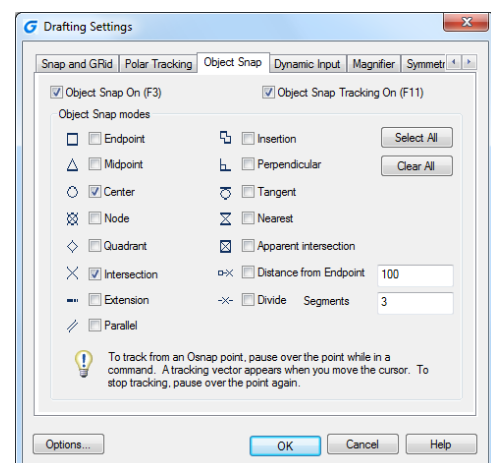 Drafting Settings
Snap and GRid Polar Tracking Object Snap Dynamic Input Magnifier Symmetr
Object Snap On (F3) Object Snap Tracking On (F11)
Object Snap modes
Endpoint Insertion Select All
Midpoint Perpendicular Clear All
Center Tangent
Node Nearest
Quadrant Apparent intersection
Intersection Distance from Endpoint 100
Extension Divide Segments 3
Parallel
To track from an Osnap point, pause over the point while in a
command. A tracking vector appears when you move the cursor. To
stop tracking, pause over the point again.
Options... OK Cancel Help